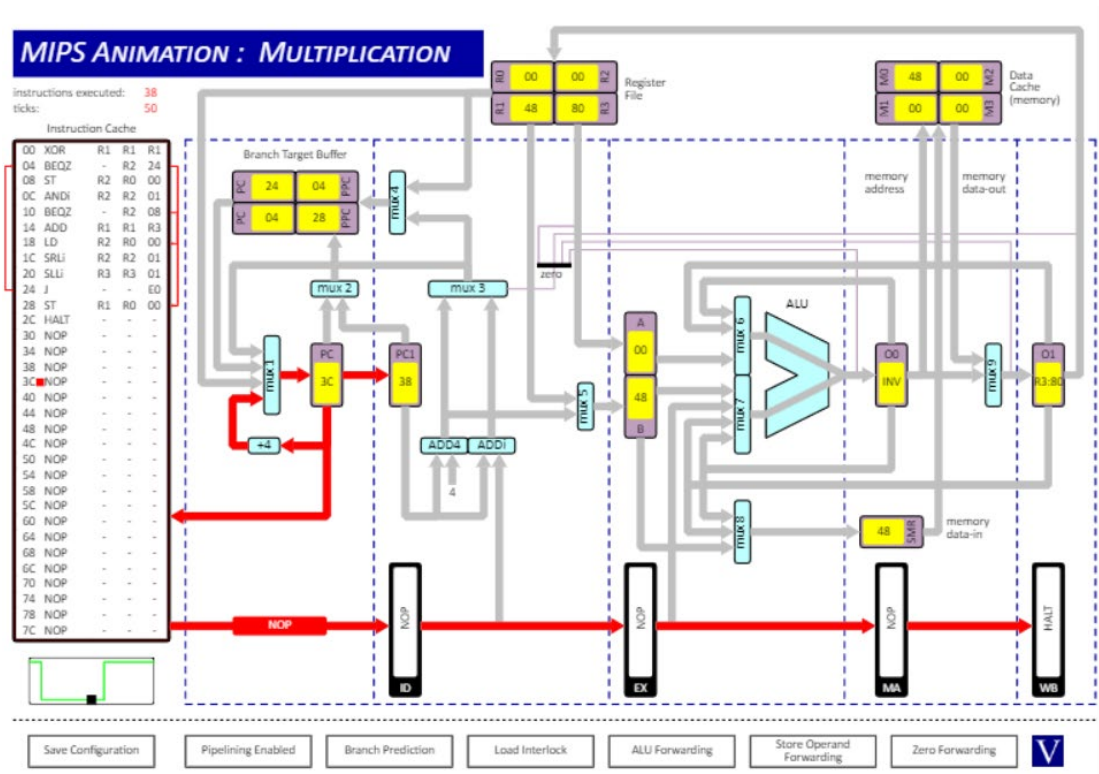 MIPS ANIMATION : MULTIPLICATION
instructions executed: 38
ticks: 50
Instruction Cache
00 XOR R1 R1 R1
04 BEQZ - R2 24
08 ST R2 R0 00
0C ANDi R2 R2 01
10 BEQZ - R2 08
14 ADD R1 R1 R3
18 LD R2 R0 00
1C SRLi R2 R2 01
20 SLLi R3 R3 01
24 J - - E0
28 ST R1 R0 00
2C HALT - - -
30 NOP - - -
34 NOP - - -
38 NOP - - -
3C NOP - - -
40 NOP - - -
44 NOP - - -
48 NOP - - -
4C NOP - - -
50 NOP - - -
54 NOP - - -
58 NOP - - -
5C NOP - - -
60 NOP - - -
64 NOP - - -
68 NOP - - -
6C NOP - - -
70 NOP - - -
74 NOP - - -
78 NOP - - -
7C NOP - - -
R0 00 00 R2
R1 48 80 R3
Register
File
M0 48 00 M2
M1 00 00 M3
Data
Cache
(memory)
Branch Target Buffer
PC 24 04 PPC
PC 04 28 PPC
mux 4
memory
address
memory
data-out
zero
mux 2
mux 3
ALU
mux 1
PC
3C
PC1
38
A
00
48
B
mux 5
mux 6
mux 7
O0
INV
mux 9
O1
R3:80
+4
ADD4
ADDi
4
mux 8
48 SMR
memory
data-in
NOP
NOP
ID
NOP
EX
NOP
MA
HALT
WB
Save Configuration
Pipelining Enabled
Branch Prediction
Load Interlock
ALU Forwarding
Store Operand
Forwarding
Zero Forwarding
V